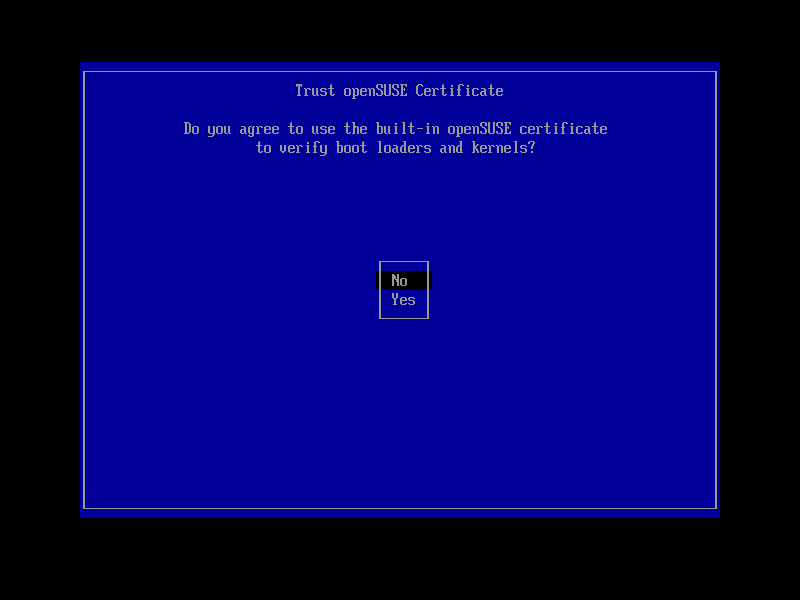 Trust openSUSE Certificate
Do you agree to use the built-in openSUSE certificate
to verify boot loaders and kernels?
No
Yes